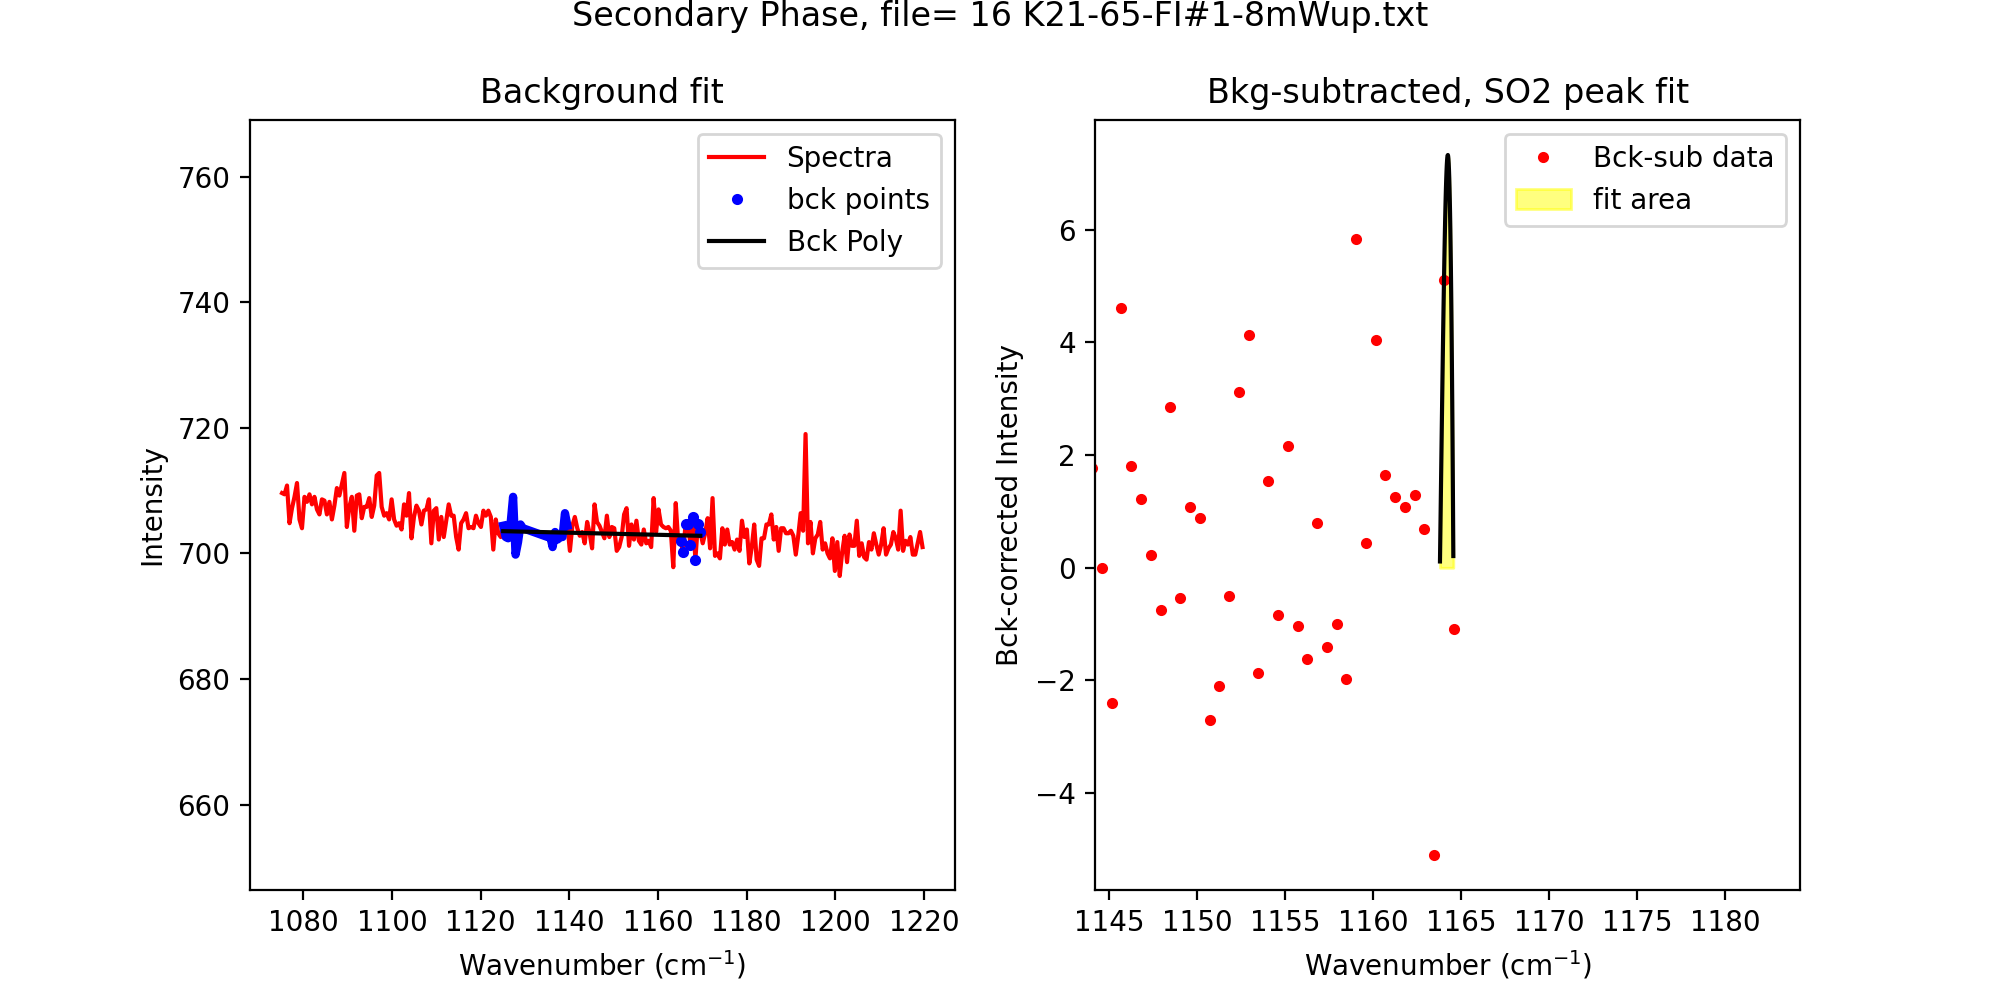 Secondary Phase, file= 16 K21-65-FI#1-8mWup.txt
Background fit
Spectra
bck points
Bck Poly
Intensity
760
740
720
700
680
660
1080 1100 1120 1140 1160 1180 1200 1220
Wavenumber (cm⁻¹)
Bkg-subtracted, SO2 peak fit
Bck-sub data
fit area
Bck-corrected Intensity
6
4
2
0
−2
−4
1145 1150 1155 1160 1165 1170 1175 1180
Wavenumber (cm⁻¹)